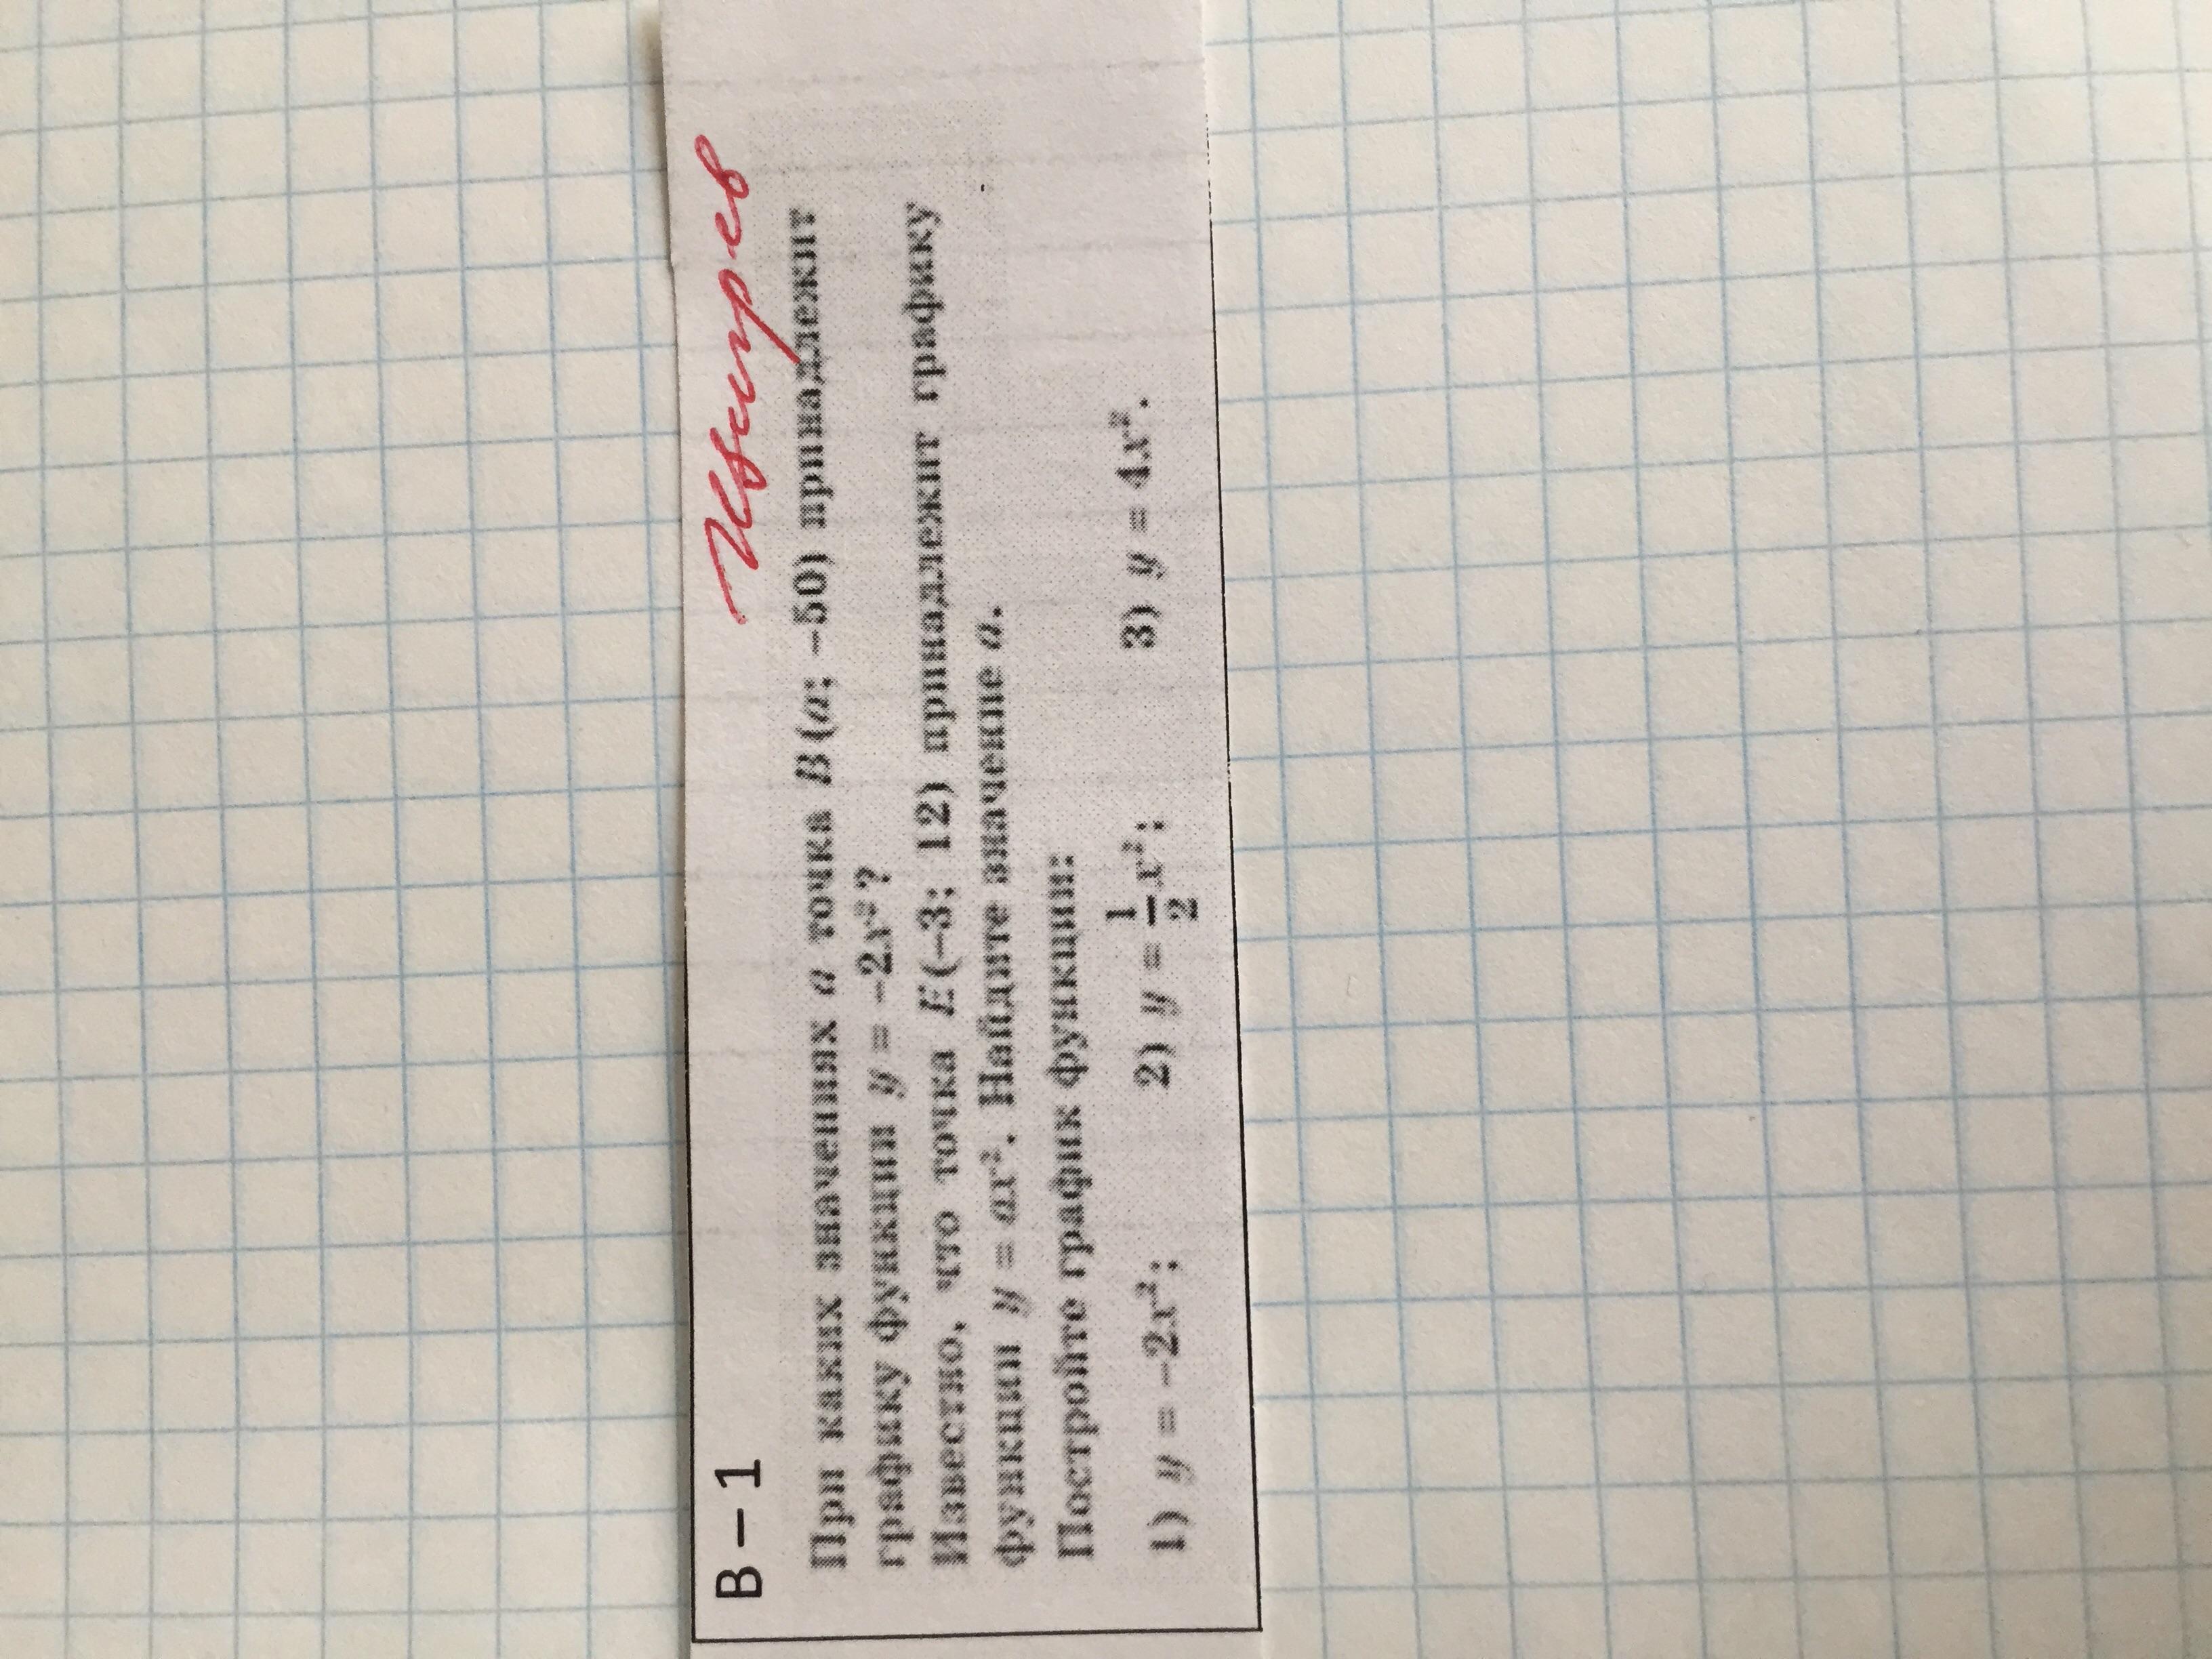 В – 1
При каких значениях a точка B (a; –50) принадлежит
графику функции y = –2x²?
Известно, что точка E(–3; 12) принадлежит графику
функции y = ax². Найдите значение a.
Постройте график функции:
1) y = –2x²; 2) y = 1/2 x²; 3) y = 4x².